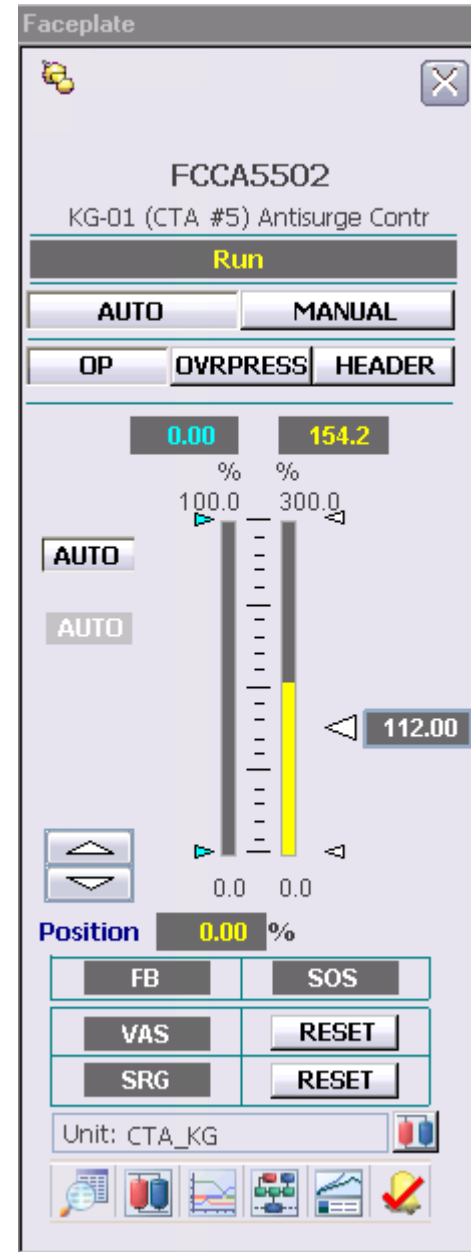 Faceplate
FCCA5502
KG-01 (CTA #5) Antisurge Contr
Run
AUTO MANUAL
OP OVRPRESS HEADER
0.00 154.2
% %
100.0 300.0
AUTO
AUTO
112.00
0.0 0.0
Position 0.00 %
FB SOS
VAS RESET
SRG RESET
Unit: CTA_KG